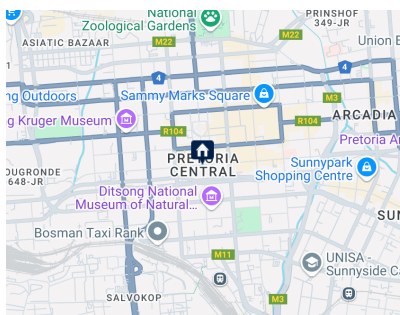 National
Zoological Gardens
PRINSHOF
349-JR
ASIATIC BAZAAR
M22
M22
Union B
4
4
ng Outdoors
Sammy Marks Square
M3
ARCADIA
g Kruger Museum
R104
R104
Pretoria A
PRETORIA
CENTRAL
Sunnypark
Shopping Centre
OUGRONDE
648-JR
Ditsong National
Museum of Natural...
SUN
Bosman Taxi Rank
M11
UNISA -
Sunnyside Ca
SALVOKOP
M3